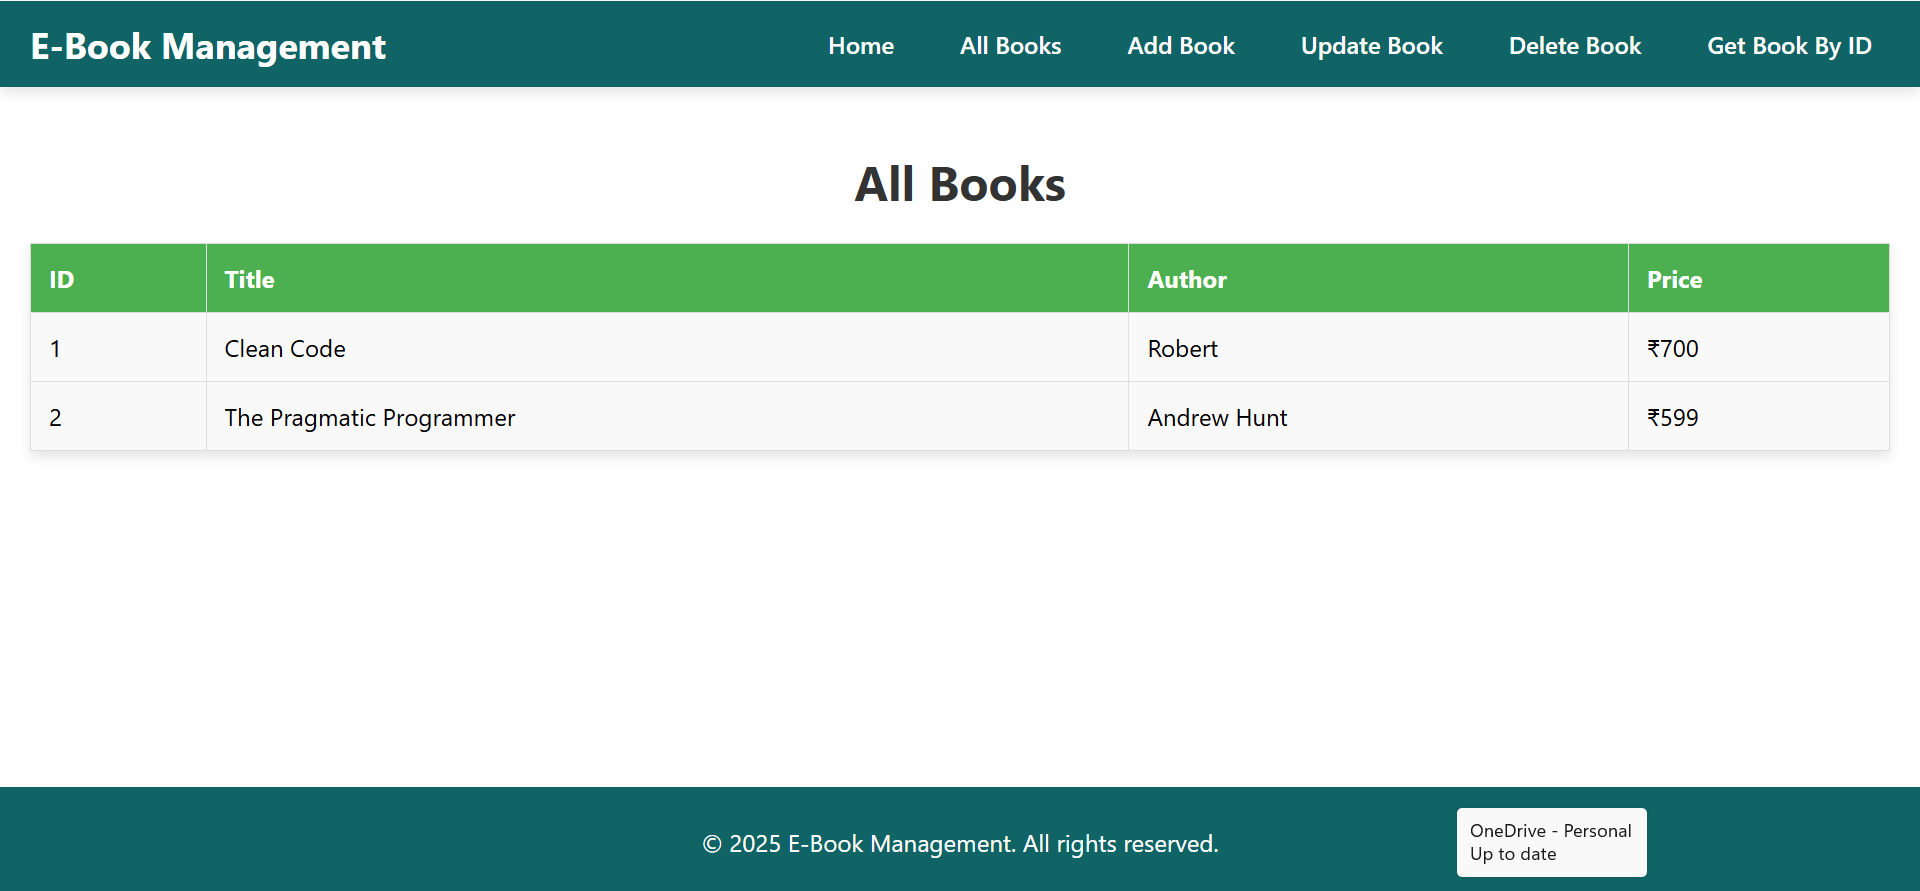 E-Book Management Home All Books Add Book Update Book Delete Book Get Book By ID
All Books
ID Title Author Price
1 Clean Code Robert ₹700
2 The Pragmatic Programmer Andrew Hunt ₹599
© 2025 E-Book Management. All rights reserved.
OneDrive - Personal
Up to date